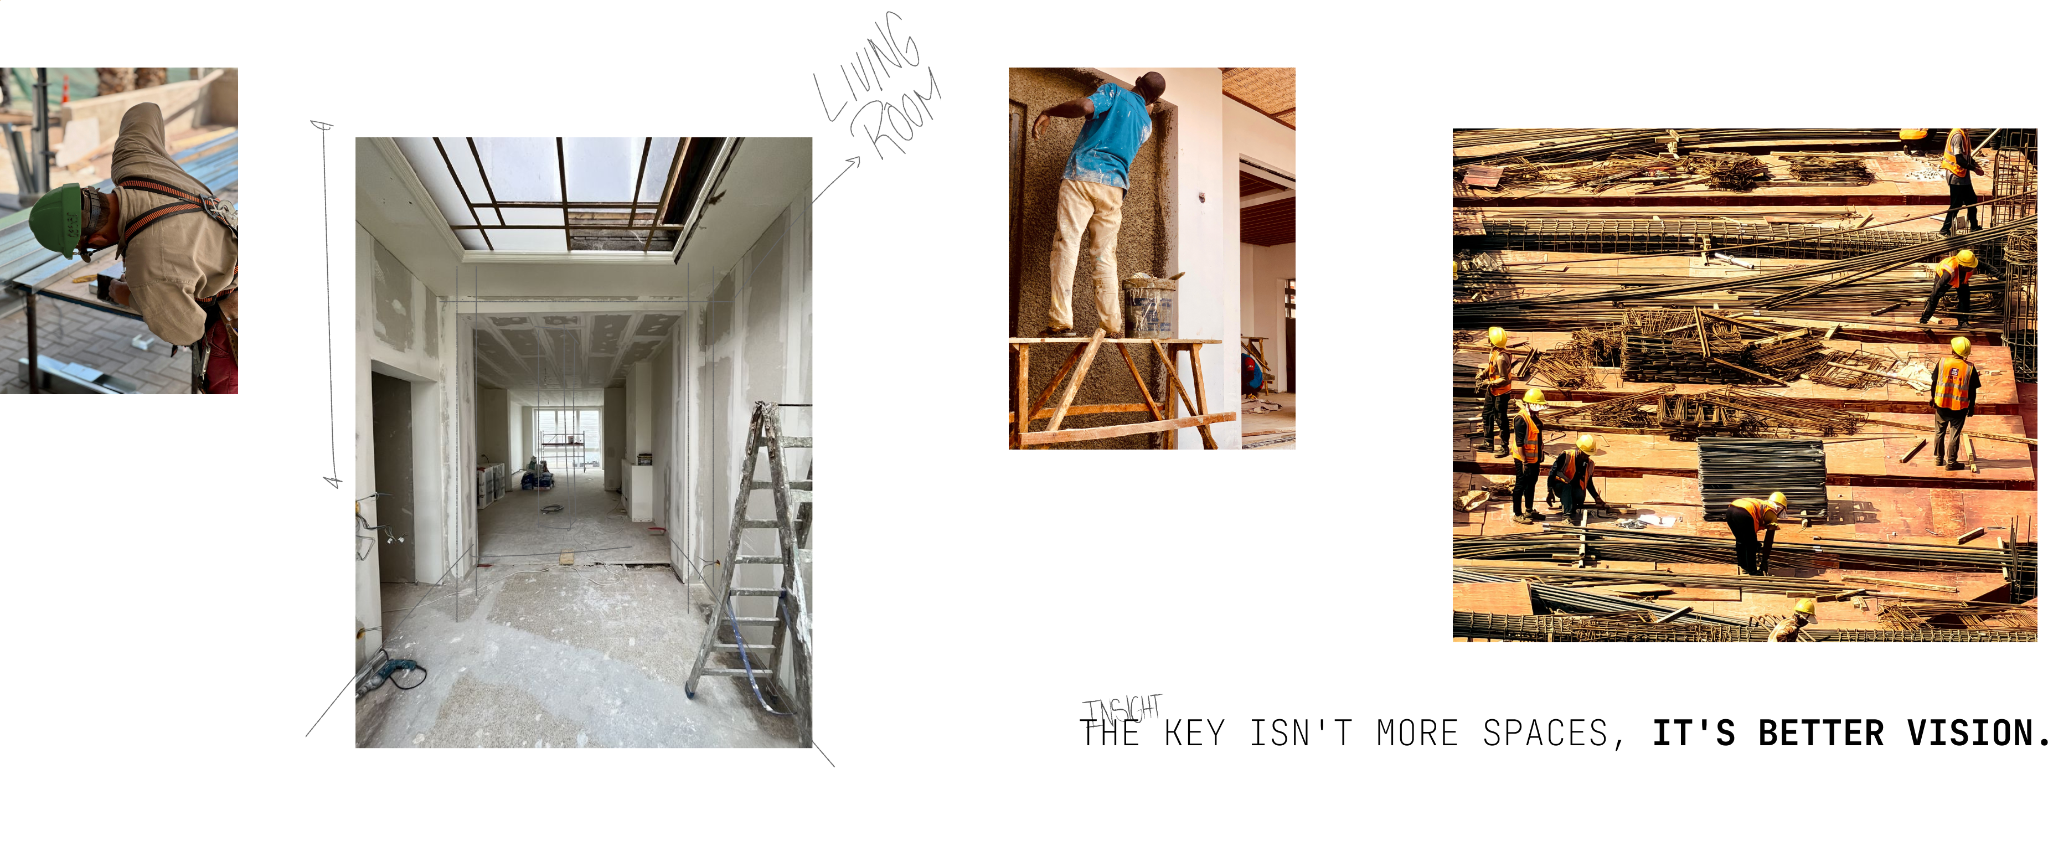 LIVING
ROOM
INSIGHT
THE KEY ISN'T MORE SPACES, IT'S BETTER VISION.